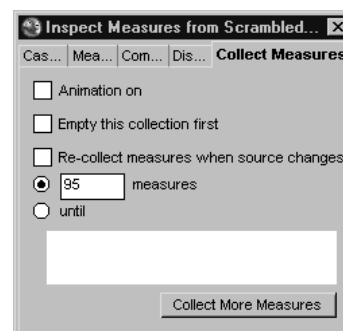 Inspect Measures from Scrambled...
Cas... Mea... Com... Dis... Collect Measures
Animation on
Empty this collection first
Re-collect measures when source changes
95 measures
until
Collect More Measures